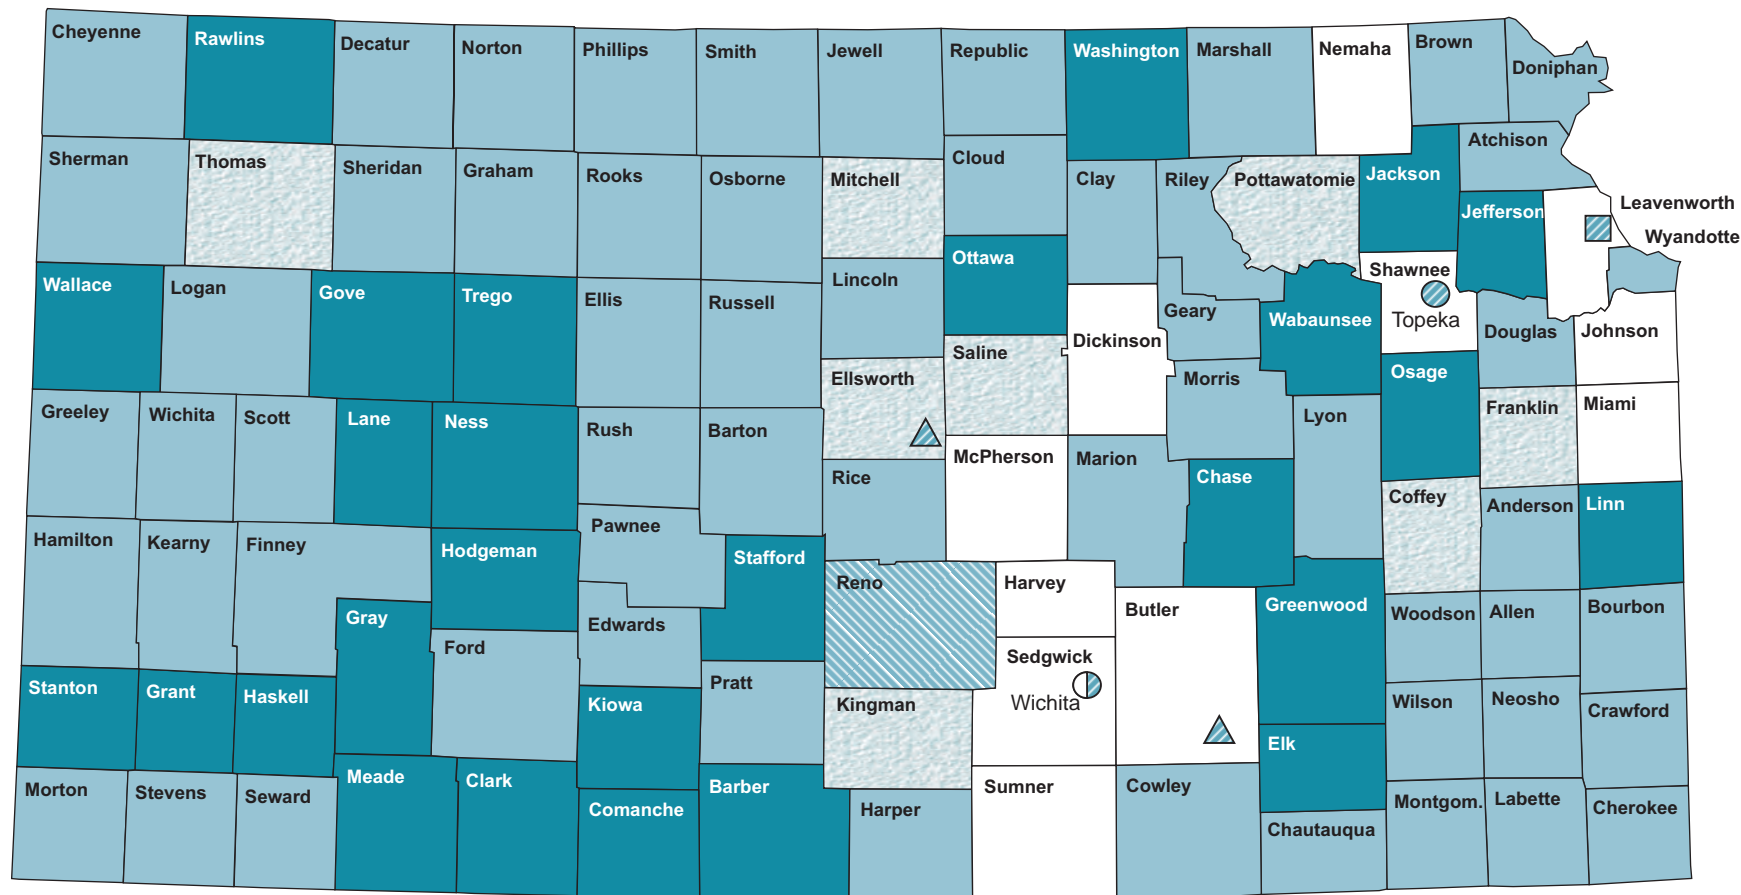 Cheyenne
Rawlins
Decatur
Norton
Phillips
Smith
Jewell
Republic
Washington
Marshall
Nemaha
Brown
Doniphan
Sherman
Thomas
Sheridan
Graham
Rooks
Osborne
Mitchell
Cloud
Clay
Riley
Pottawatomie
Jackson
Atchison
Jefferson
Leavenworth
Wyandotte
Wallace
Logan
Gove
Trego
Ellis
Russell
Lincoln
Ottawa
Dickinson
Geary
Wabaunsee
Shawnee
Topeka
Douglas
Johnson
Greeley
Wichita
Scott
Lane
Ness
Rush
Barton
Ellsworth
Saline
Morris
Lyon
Osage
Franklin
Miami
Rice
McPherson
Marion
Chase
Coffey
Anderson
Linn
Hamilton
Kearny
Finney
Hodgeman
Pawnee
Stafford
Reno
Harvey
Butler
Greenwood
Woodson
Allen
Bourbon
Gray
Ford
Edwards
Sedgwick
Wichita
Stanton
Grant
Haskell
Kiowa
Pratt
Kingman
Elk
Wilson
Neosho
Crawford
Morton
Stevens
Seward
Meade
Clark
Comanche
Barber
Harper
Sumner
Cowley
Chautauqua
Montgom.
Labette
Cherokee